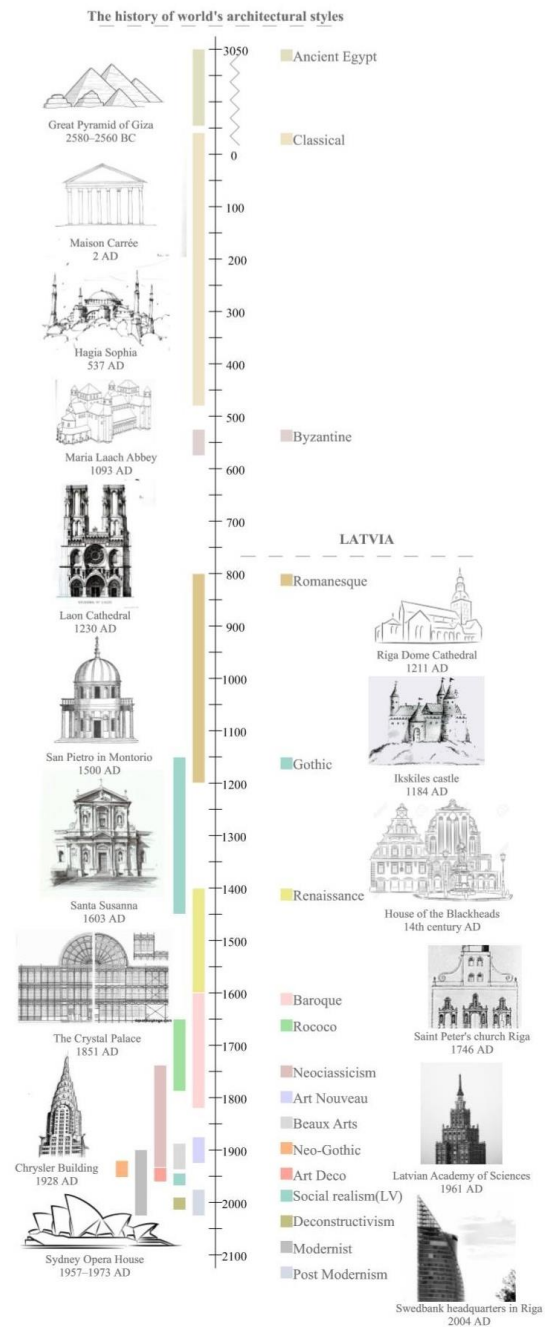 The history of world's architectural styles
3050
Ancient Egypt
Great Pyramid of Giza
2580–2560 BC
Classical
0
100
Maison Carrée
2 AD
200
300
Hagia Sophia
537 AD
400
500
Byzantine
Maria Laach Abbey
1093 AD
600
700
LATVIA
800
Romanesque
Laon Cathedral
1230 AD
900
Riga Dome Cathedral
1211 AD
1000
1100
San Pietro in Montorio
1500 AD
Gothic
Ikskiles castle
1184 AD
1200
1300
Santa Susanna
1603 AD
1400
Renaissance
House of the Blackheads
14th century AD
1500
1600
Baroque
Rococo
The Crystal Palace
1851 AD
Saint Peter's church Riga
1746 AD
1700
Neociassicism
1800
Art Nouveau
Beaux Arts
1900
Neo-Gothic
Chrysler Building
1928 AD
Art Deco
Latvian Academy of Sciences
1961 AD
Social realism(LV)
2000
Deconstructivism
Modernist
2100
Sydney Opera House
1957–1973 AD
Post Modernism
Swedbank headquarters in Riga
2004 AD